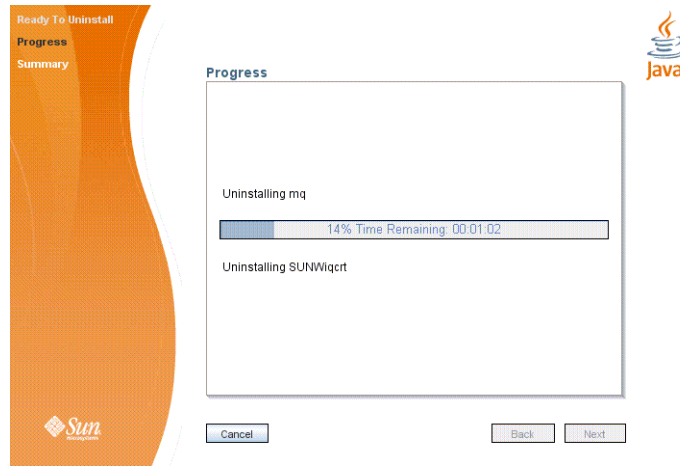 Ready To Uninstall
Progress
Summary
Java
Progress
Uninstalling mq
14% Time Remaining: 00:01:02
Uninstalling SUNWiqcrt
Sun
Cancel
Back
Next